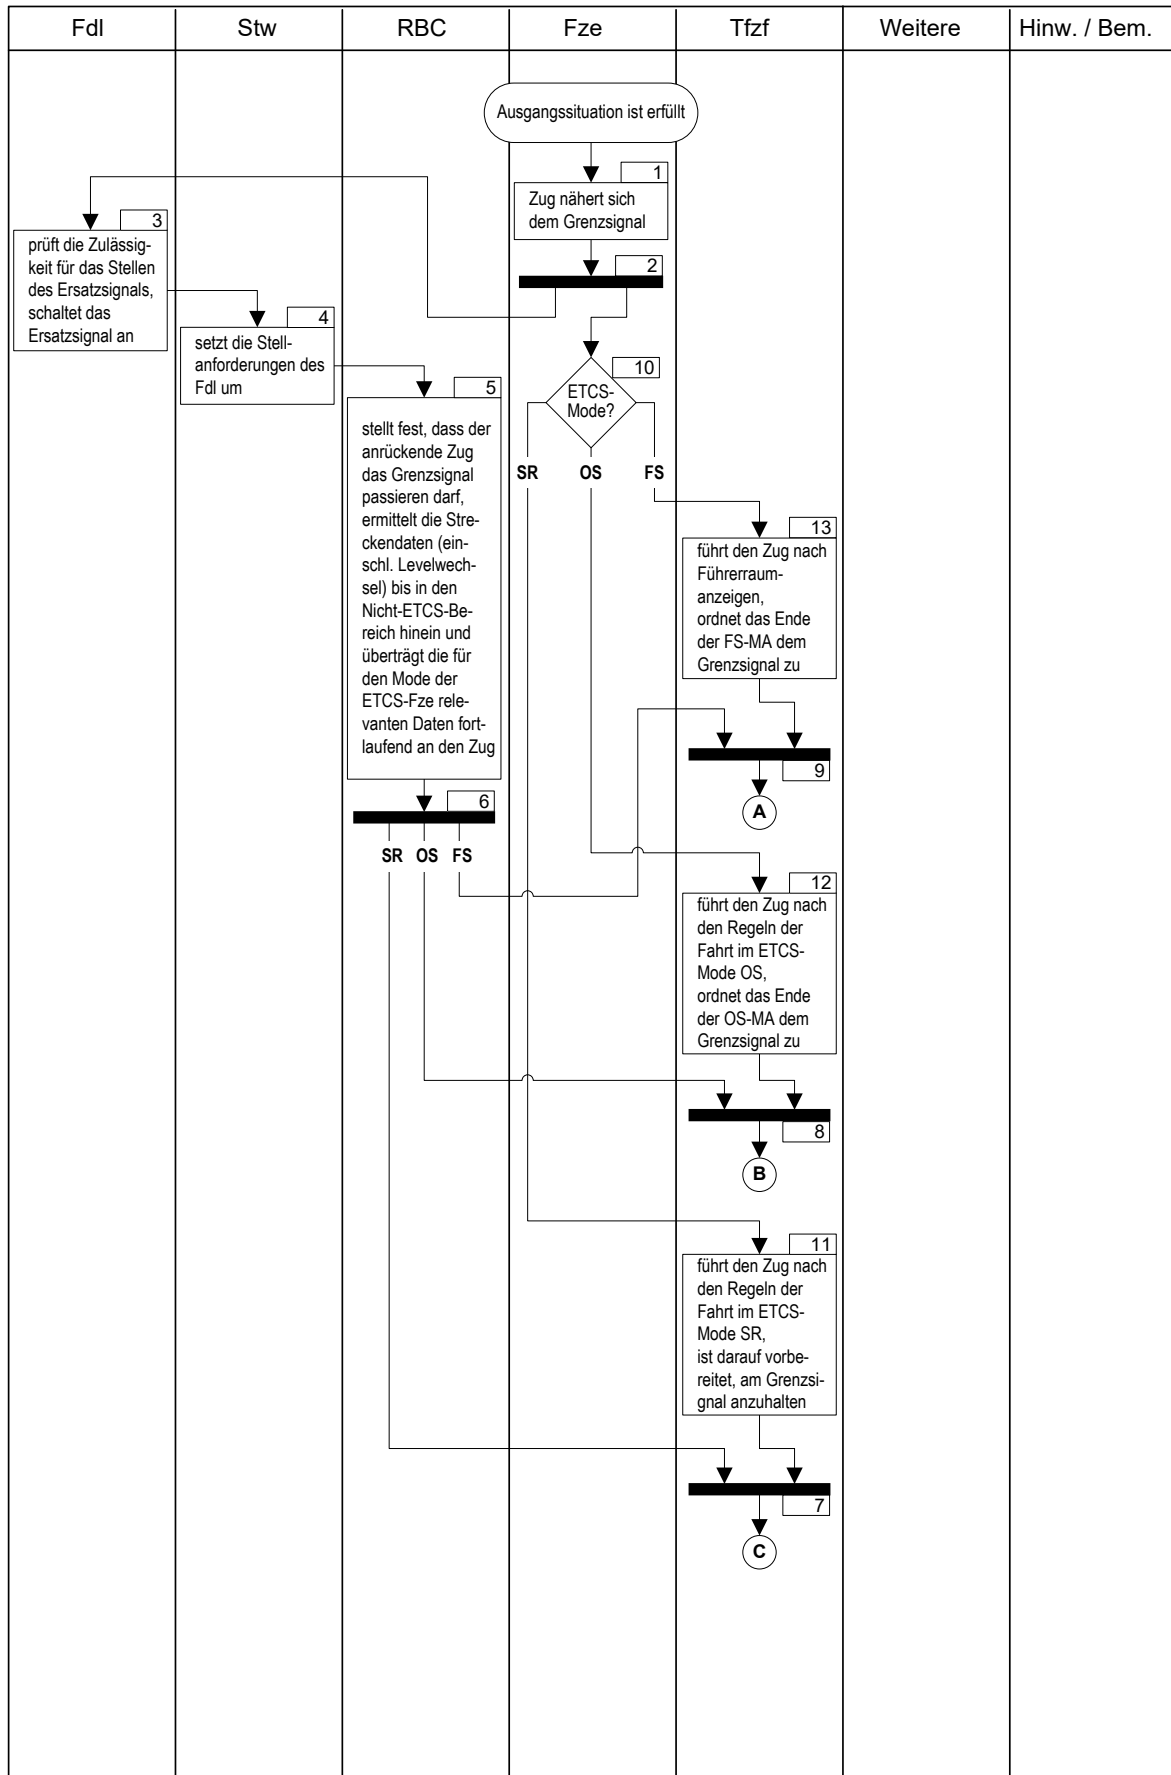 Fdl
Stw
RBC
Fze
Tfzf
Weitere
Hinw. / Bem.
Ausgangssituation ist erfüllt
1
Zug nähert sich
dem Grenzsignal
2
3
prüft die Zulässig-
keit für das Stellen
des Ersatzsignals,
schaltet das
Ersatzsignal an
4
setzt die Stell-
anforderungen des
Fdl um
5
stellt fest, dass der
anrückende Zug
das Grenzsignal
passieren darf,
ermittelt die Stre-
ckendaten (ein-
schl. Levelwech-
sel) bis in den
Nicht-ETCS-Be-
reich hinein und
überträgt die für
den Mode der
ETCS-Fze rele-
vanten Daten fort-
laufend an den Zug
6
SR OS FS
10
ETCS-
Mode?
SR OS FS
13
führt den Zug nach
Führerraum-
anzeigen,
ordnet das Ende
der FS-MA dem
Grenzsignal zu
9
A
12
führt den Zug nach
den Regeln der
Fahrt im ETCS-
Mode OS,
ordnet das Ende
der OS-MA dem
Grenzsignal zu
8
B
11
führt den Zug nach
den Regeln der
Fahrt im ETCS-
Mode SR,
ist darauf vorbe-
reitet, am Grenzsi-
gnal anzuhalten
7
C